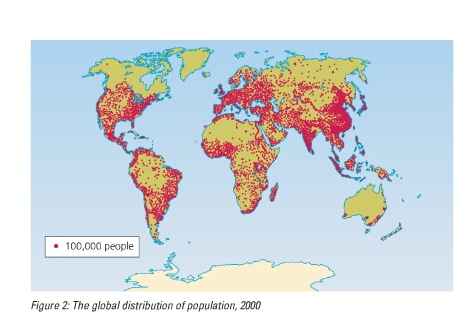 100,000 people
Figure 2: The global distribution of population, 2000